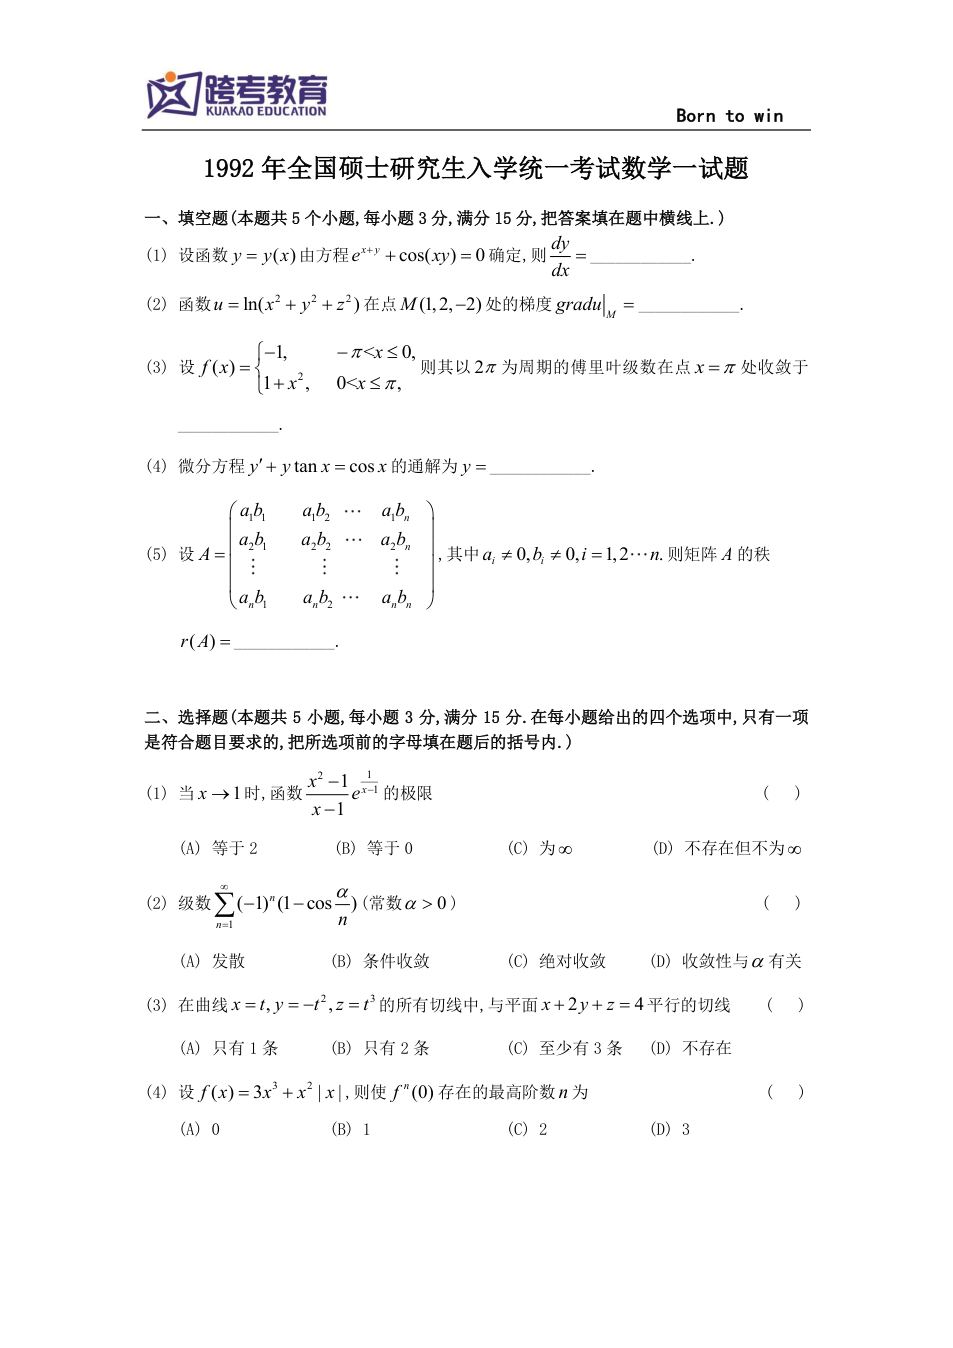 跨考教育
KUAKAO EDUCATION
Born to win
1992 年全国硕士研究生入学统一考试数学一试题
一、填空题(本题共 5 个小题,每小题 3 分,满分 15 分,把答案填在题中横线上.)
(1) 设函数 y = y(x) 由方程 e^{x+y} + cos(xy) = 0 确定,则 \frac{dy}{dx} = ____________.
(2) 函数 u = ln(x² + y² + z²) 在点 M(1,2,−2) 处的梯度 gradu|_M = ____________.
(3) 设 f(x) = { −1, −π<x ≤ 0, 1+x², 0<x ≤ π, 则其以 2π 为周期的傅里叶级数在点 x = π 处收敛于
____________.
(4) 微分方程 y′ + y tan x = cos x 的通解为 y = ____________.
(5) 设 A = ( a₁b₁ a₁b₂ ⋯ a₁bₙ
a₂b₁ a₂b₂ ⋯ a₂bₙ
⋮ ⋮ ⋮
aₙb₁ aₙb₂ ⋯ aₙbₙ ) ,其中 aᵢ ≠ 0, bᵢ ≠ 0, i = 1,2⋯n. 则矩阵 A 的秩
r(A) = ____________.
二、选择题(本题共 5 小题,每小题 3 分,满分 15 分.在每小题给出的四个选项中,只有一项
是符合题目要求的,把所选项前的字母填在题后的括号内.)
(1) 当 x → 1 时,函数 \frac{x²−1}{x−1} e^{\frac{1}{x−1}} 的极限 ( )
(A) 等于 2 (B) 等于 0 (C) 为 ∞ (D) 不存在但不为 ∞
(2) 级数 \sum_{n=1}^{∞} (−1)ⁿ (1 − cos \frac{α}{n}) (常数 α > 0 ) ( )
(A) 发散 (B) 条件收敛 (C) 绝对收敛 (D) 收敛性与 α 有关
(3) 在曲线 x = t, y = −t², z = t³ 的所有切线中,与平面 x + 2y + z = 4 平行的切线 ( )
(A) 只有 1 条 (B) 只有 2 条 (C) 至少有 3 条 (D) 不存在
(4) 设 f(x) = 3x³ + x² | x |,则使 fⁿ(0) 存在的最高阶数 n 为 ( )
(A) 0 (B) 1 (C) 2 (D) 3